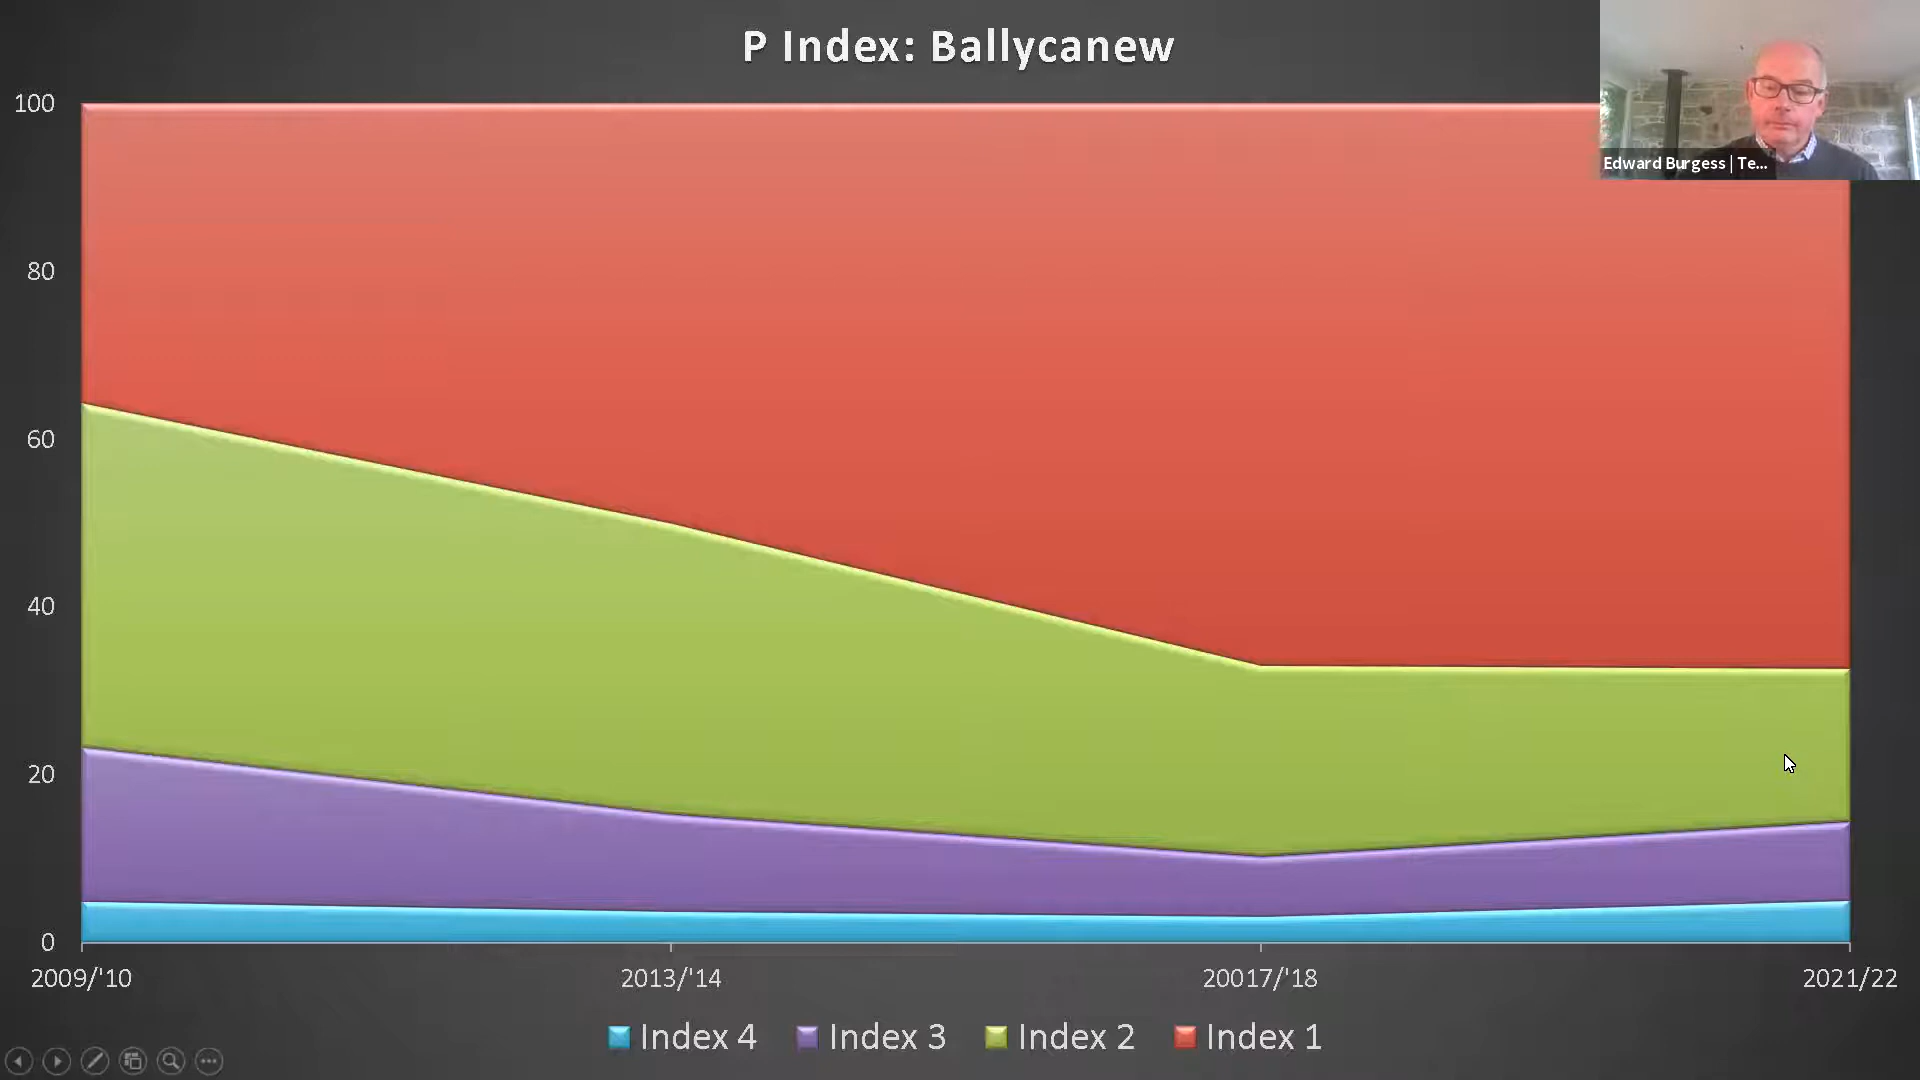 P Index: Ballycanew
Edward Burgess | Te...
100
80
60
40
20
0
2009/'10
2013/'14
20017/'18
2021/22
Index 4
Index 3
Index 2
Index 1